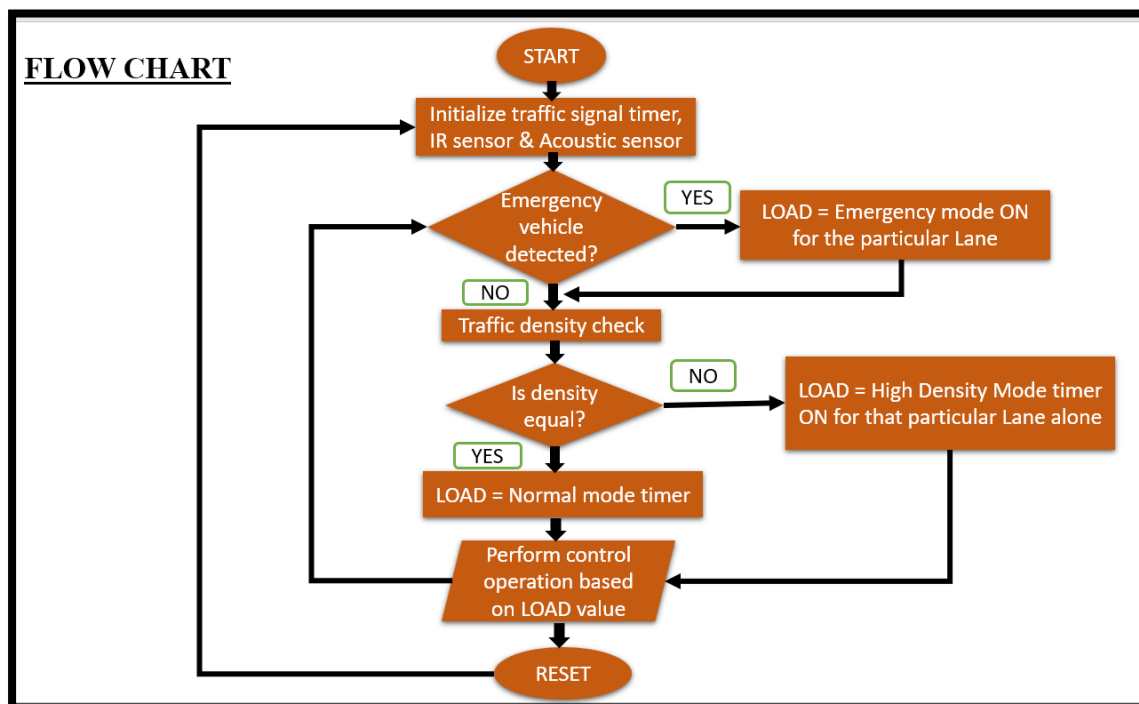 FLOW CHART
START
Initialize traffic signal timer,
IR sensor & Acoustic sensor
Emergency
vehicle
detected?
YES
LOAD = Emergency mode ON
for the particular Lane
NO
Traffic density check
Is density
equal?
NO
LOAD = High Density Mode timer
ON for that particular Lane alone
YES
LOAD = Normal mode timer
Perform control
operation based
on LOAD value
RESET